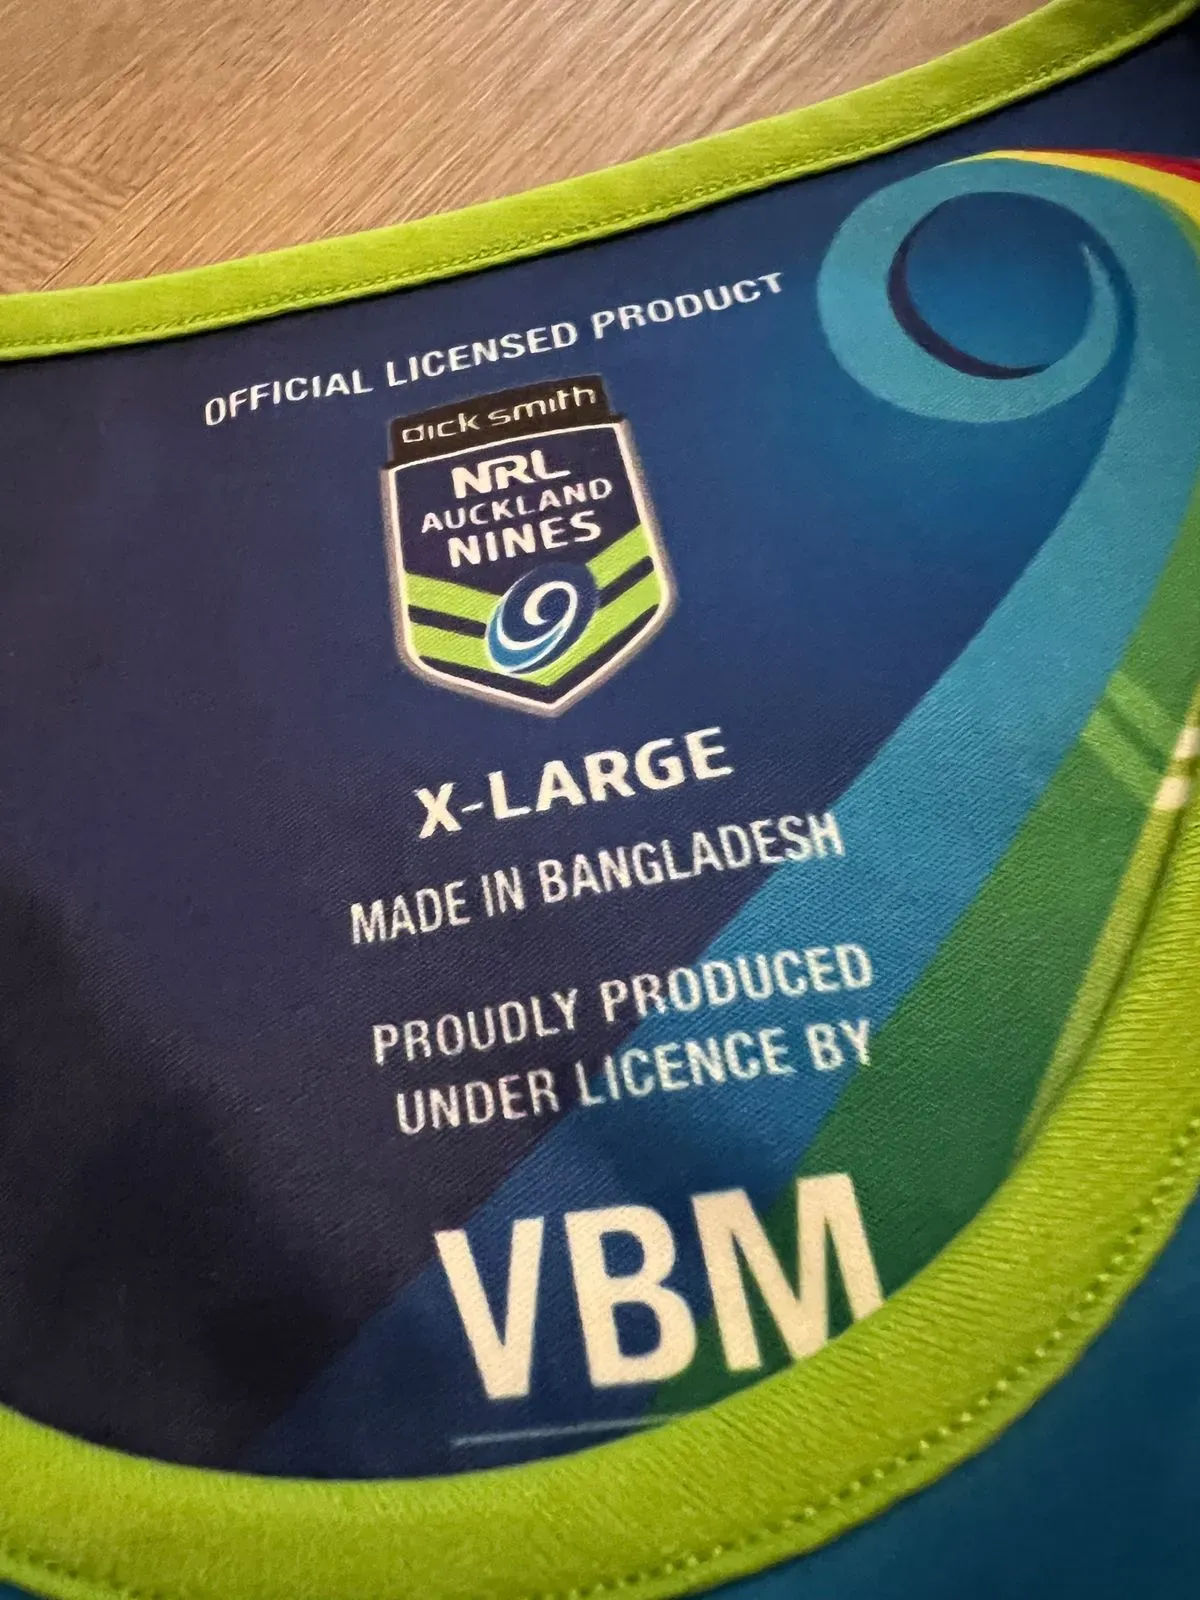 OFFICIAL LICENSED PRODUCT
dick smith
NRL
AUCKLAND
NINES
X-LARGE
MADE IN BANGLADESH
PROUDLY PRODUCED
UNDER LICENCE BY
VBM